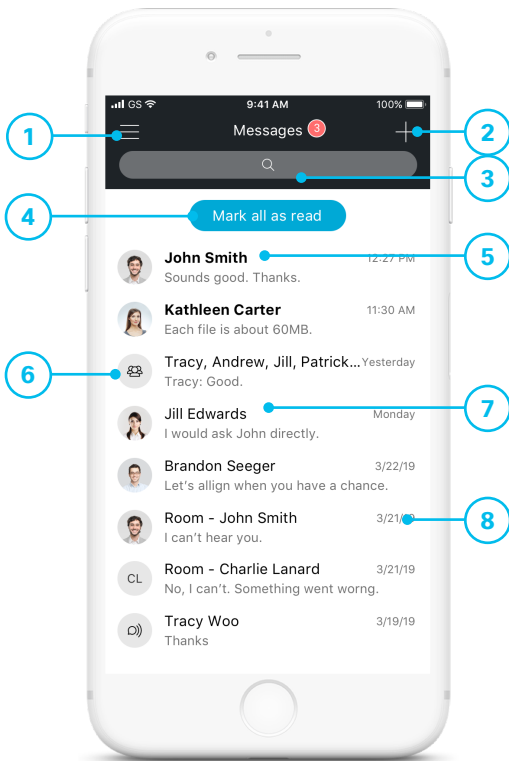 GS 9:41 AM 100%
1 Messages 3 2
3
4 Mark all as read
John Smith 12:27 PM 5
Sounds good. Thanks.
Kathleen Carter 11:30 AM
Each file is about 60MB.
Tracy, Andrew, Jill, Patrick... Yesterday
6 Tracy: Good.
Jill Edwards Monday 7
I would ask John directly.
Brandon Seeger 3/22/19
Let's allign when you have a chance.
Room - John Smith 3/21/19 8
I can't hear you.
CL Room - Charlie Lanard 3/21/19
No, I can't. Something went worng.
Tracy Woo 3/19/19
Thanks